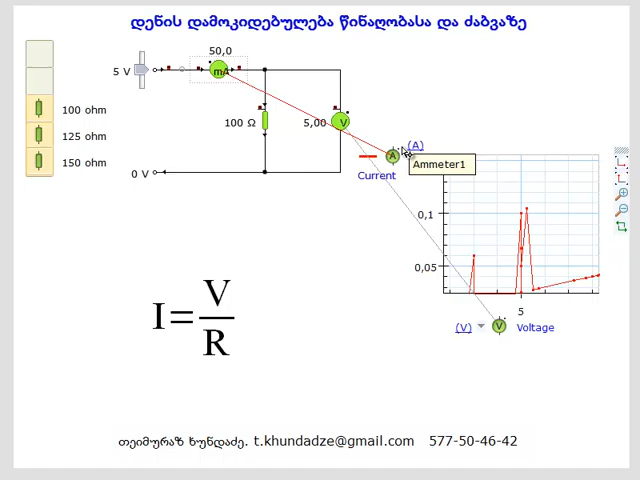 დენის დამოკიდებულება წინაღობასა და ძაბვაზე
50,0
mA
5 V
100 ohm
125 ohm
150 ohm
100 Ω
5,00
V
0 V
(A)
A
Ammeter1
Current
0,1
0,05
5
(V)
V
Voltage
I = V
R
თეიმურაზ ხუნდაძე. t.khundadze@gmail.com 577-50-46-42